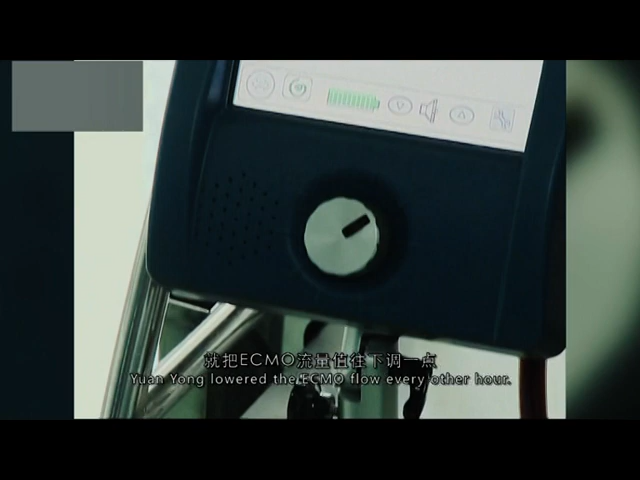 就把ECMO流量值往下调一点
Yuan Yong lowered the ECMO flow every other hour.